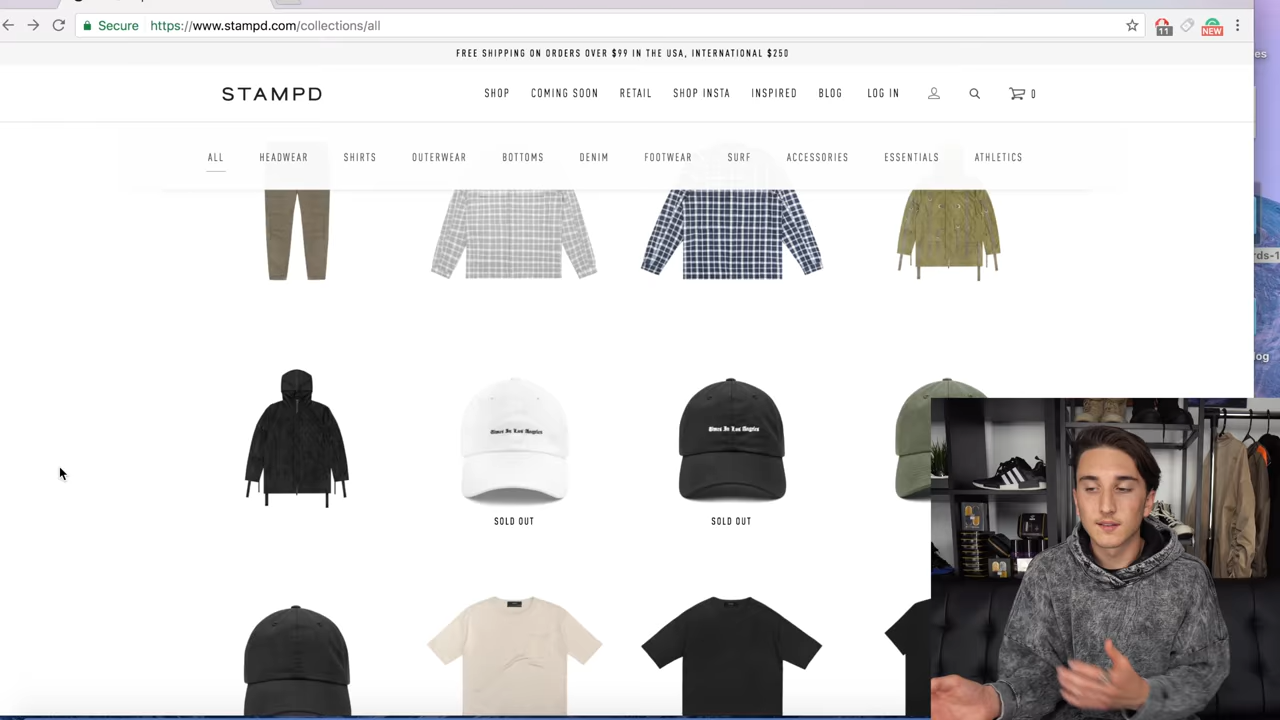 Secure https://www.stampd.com/collections/all
11
NEW
FREE SHIPPING ON ORDERS OVER $99 IN THE USA, INTERNATIONAL $250
STAMPD SHOP COMING SOON RETAIL SHOP INSTA INSPIRED BLOG LOG IN 0
ALL HEADWEAR SHIRTS OUTERWEAR BOTTOMS DENIM FOOTWEAR SURF ACCESSORIES ESSENTIALS ATHLETICS
SOLD OUT SOLD OUT